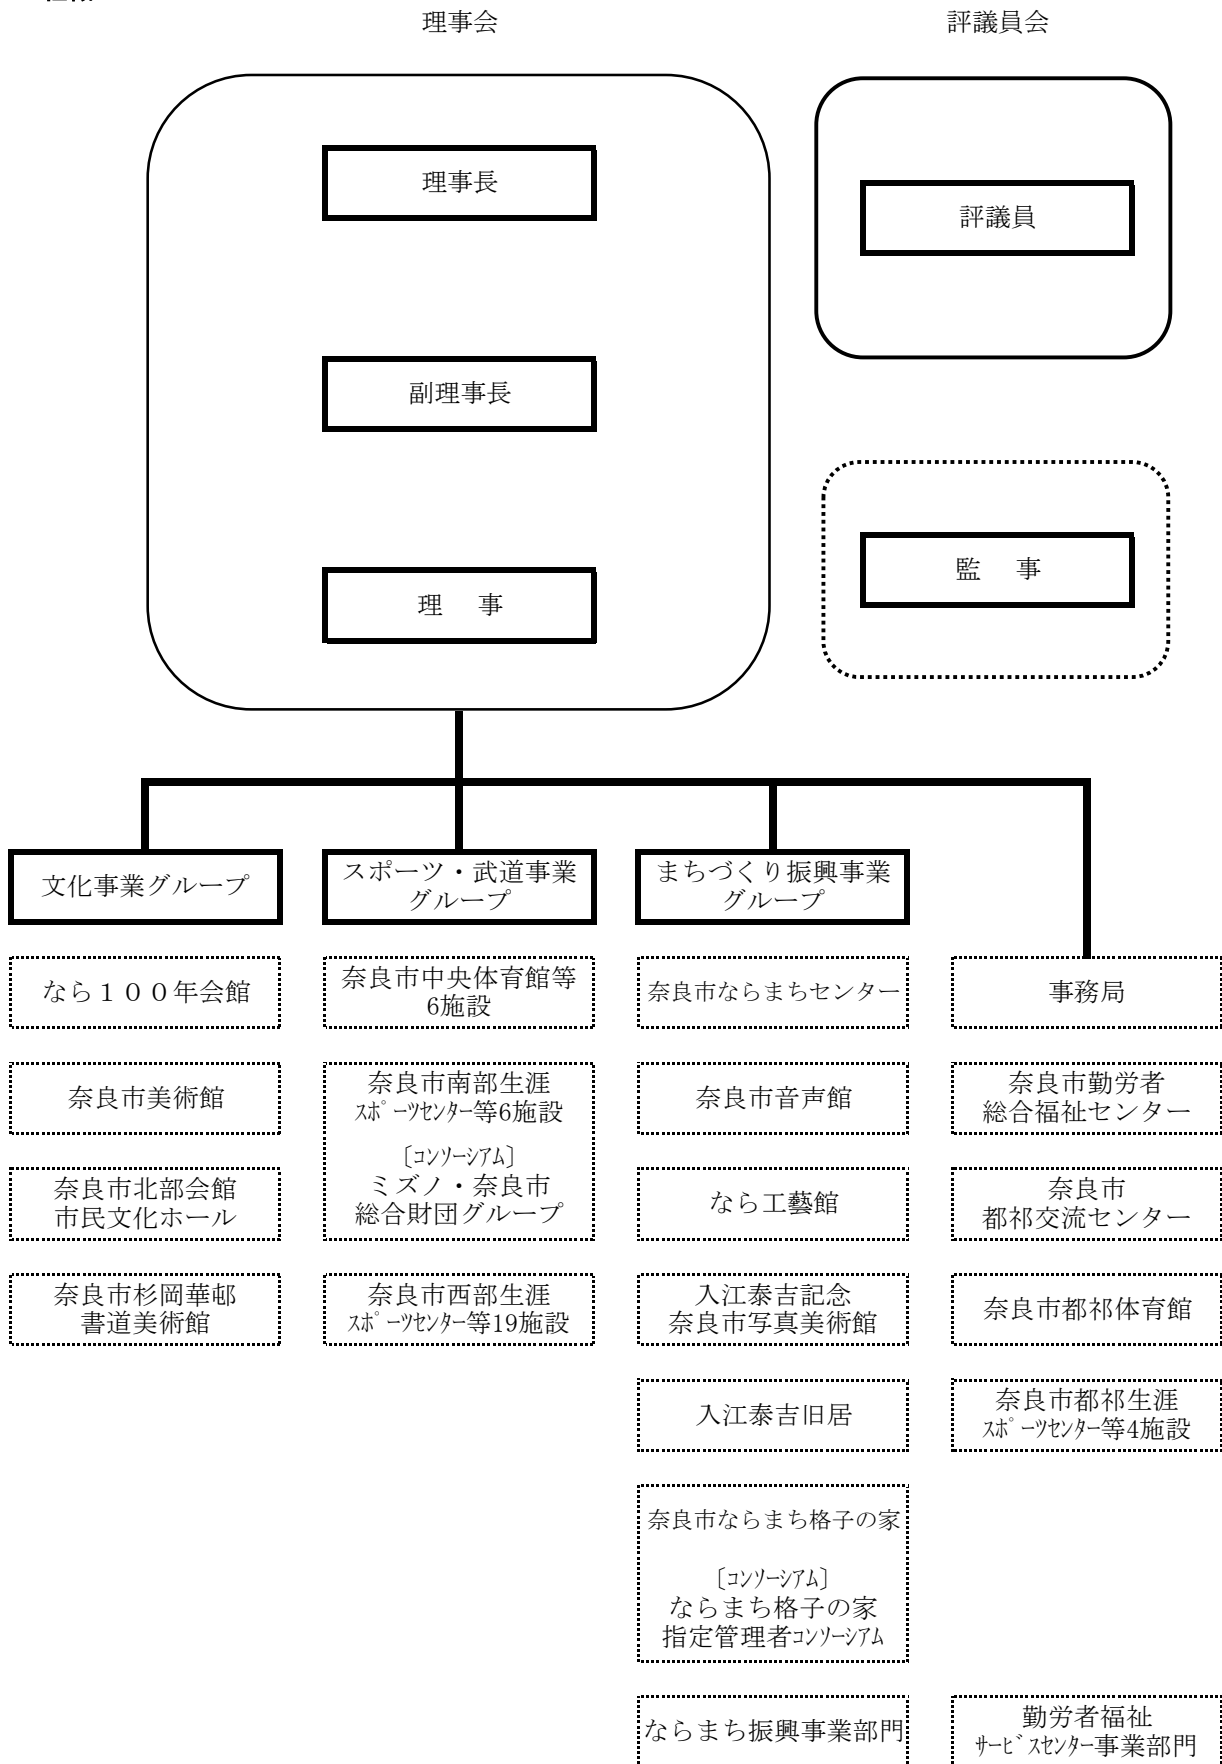 理事会
評議員会
理事長
評議員
副理事長
監　事
理　事
文化事業グループ
スポーツ・武道事業
グループ
まちづくり振興事業
グループ
なら１００年会館
奈良市美術館
奈良市北部会館
市民文化ホール
奈良市杉岡華邨
書道美術館
奈良市中央体育館等
6施設
奈良市南部生涯
ｽﾎﾟｰﾂｾﾝﾀｰ等6施設
〔ｺﾝｿｰｼｱﾑ〕
ミズノ・奈良市
総合財団グループ
奈良市西部生涯
ｽﾎﾟｰﾂｾﾝﾀｰ等19施設
奈良市ならまちセンター
奈良市音声館
なら工藝館
入江泰吉記念
奈良市写真美術館
入江泰吉旧居
奈良市ならまち格子の家
〔ｺﾝｿｰｼｱﾑ〕
ならまち格子の家
指定管理者ｺﾝｿｰｼｱﾑ
ならまち振興事業部門
事務局
奈良市勤労者
総合福祉センター
奈良市
都祁交流センター
奈良市都祁体育館
奈良市都祁生涯
ｽﾎﾟｰﾂｾﾝﾀｰ等4施設
勤労者福祉
ｻｰﾋﾞｽｾﾝﾀｰ事業部門